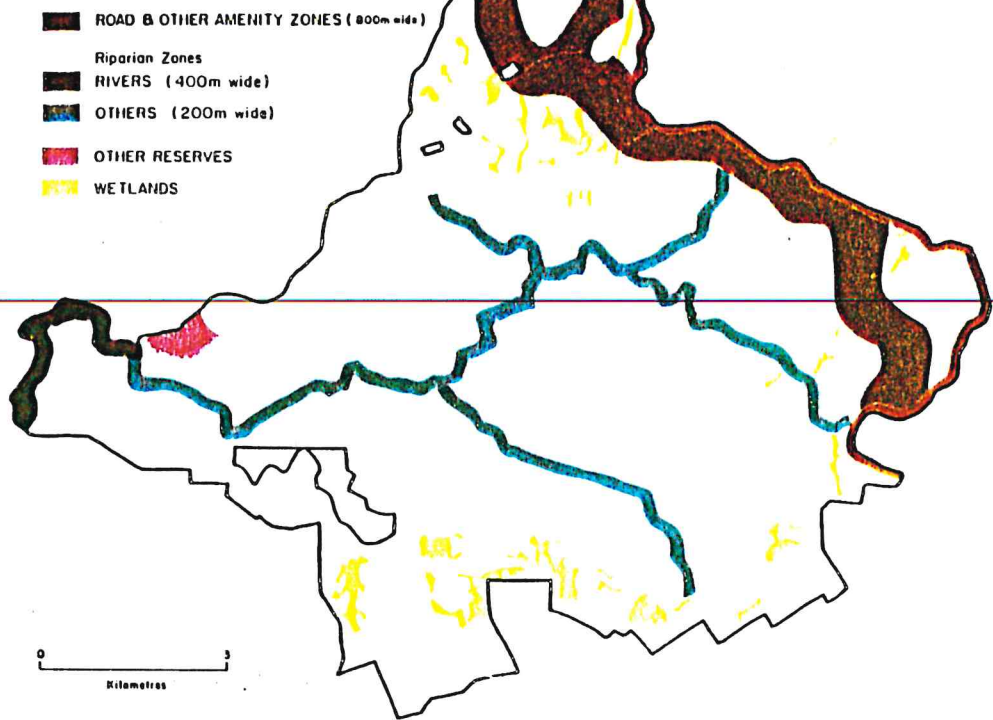 ROAD & OTHER AMENITY ZONES (800m wide)
Riparian Zones
RIVERS (400m wide)
OTHERS (200m wide)
OTHER RESERVES
WETLANDS
0 3
Kilometres